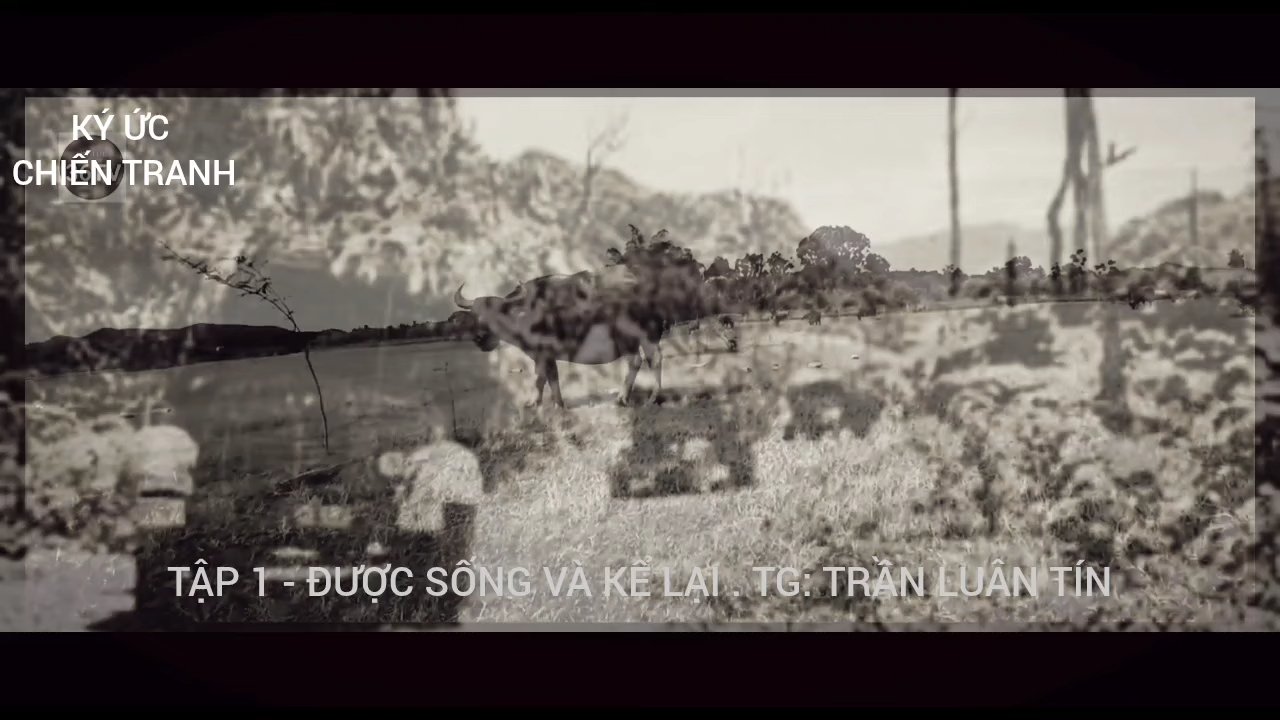 KÝ ỨC
CHIẾN TRANH
TẬP 1 - ĐƯỢC SỐNG VÀ KỂ LẠI . TG: TRẦN LUÂN TÍN